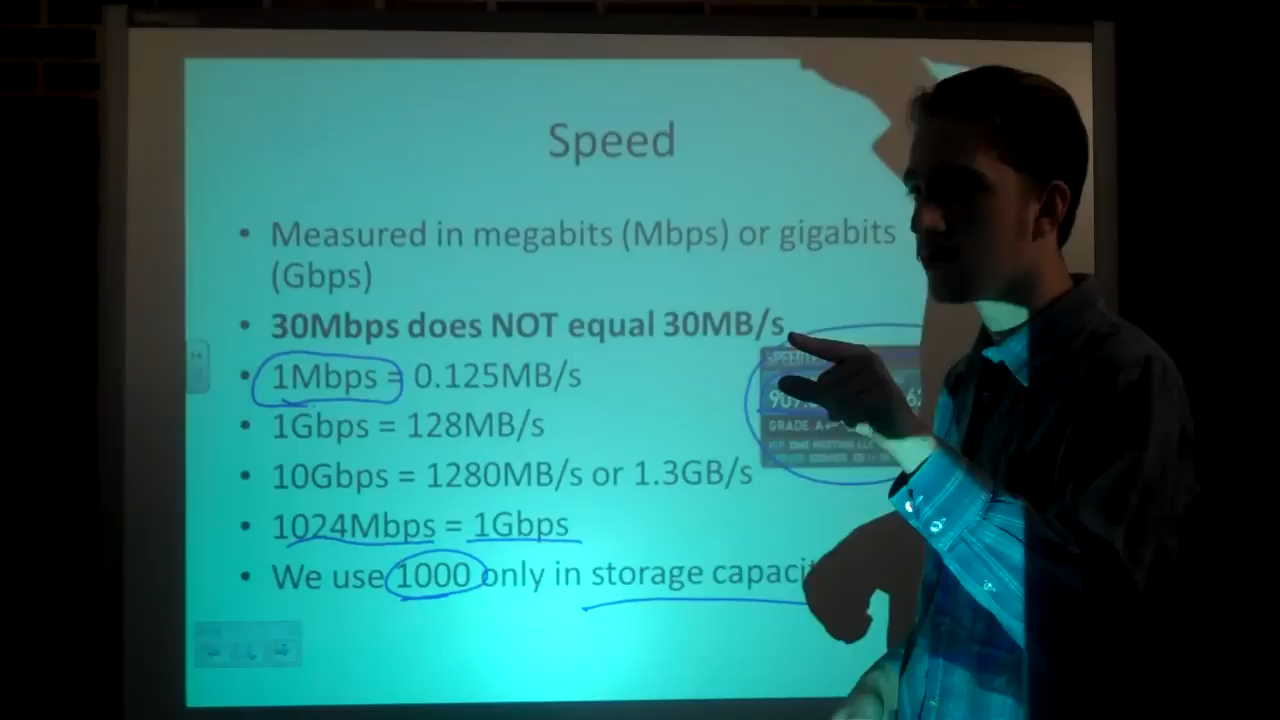 Speed
• Measured in megabits (Mbps) or gigabits
(Gbps)
• 30Mbps does NOT equal 30MB/s
• 1Mbps = 0.125MB/s
• 1Gbps = 128MB/s
• 10Gbps = 1280MB/s or 1.3GB/s
• 1024Mbps = 1Gbps
• We use 1000 only in storage
GRADE A+